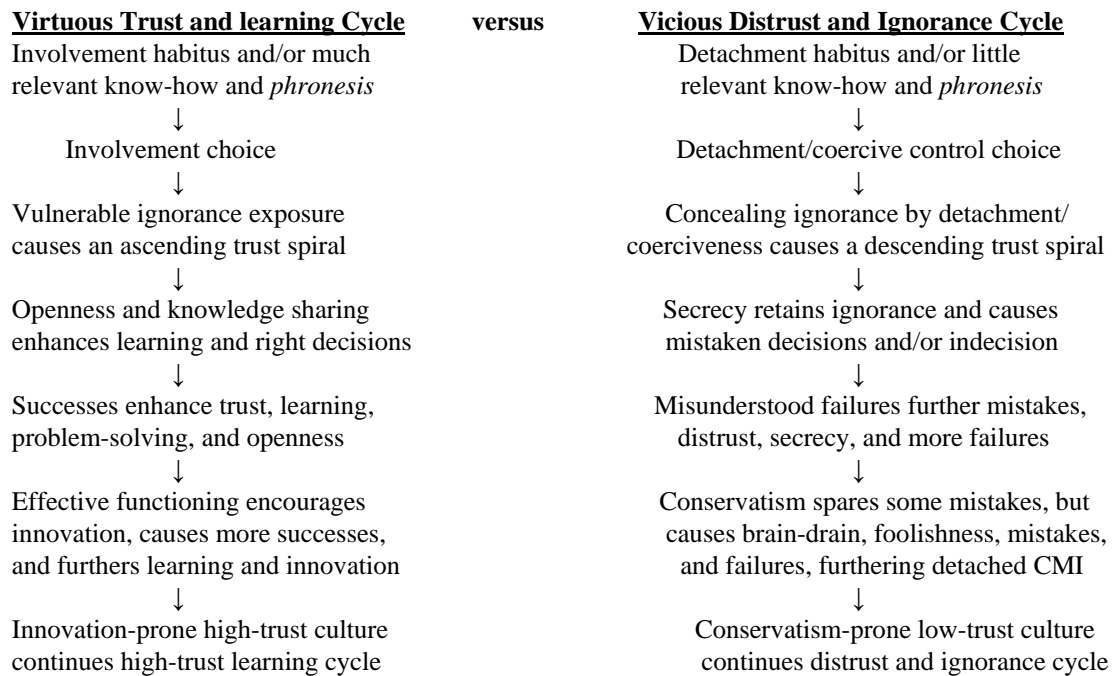 Virtuous Trust and learning Cycle versus Vicious Distrust and Ignorance Cycle
Involvement habitus and/or much
relevant know-how and phronesis
↓
Involvement choice
↓
Vulnerable ignorance exposure
causes an ascending trust spiral
↓
Openness and knowledge sharing
enhances learning and right decisions
↓
Successes enhance trust, learning,
problem-solving, and openness
↓
Effective functioning encourages
innovation, causes more successes,
and furthers learning and innovation
↓
Innovation-prone high-trust culture
continues high-trust learning cycle
Detachment habitus and/or little
relevant know-how and phronesis
↓
Detachment/coercive control choice
↓
Concealing ignorance by detachment/
coerciveness causes a descending trust spiral
↓
Secrecy retains ignorance and causes
mistaken decisions and/or indecision
↓
Misunderstood failures further mistakes,
distrust, secrecy, and more failures
↓
Conservatism spares some mistakes, but
causes brain-drain, foolishness, mistakes,
and failures, furthering detached CMI
↓
Conservatism-prone low-trust culture
continues distrust and ignorance cycle